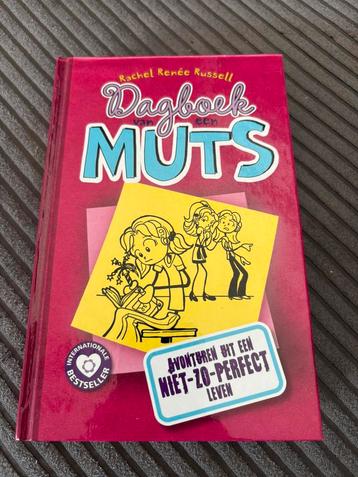 Rachel Renée Russell
Dagboek
van een
MUTS
AVONTUREN UIT EEN
NIET-ZO-PERFECT
LEVEN
INTERNATIONALE
BESTSELLER